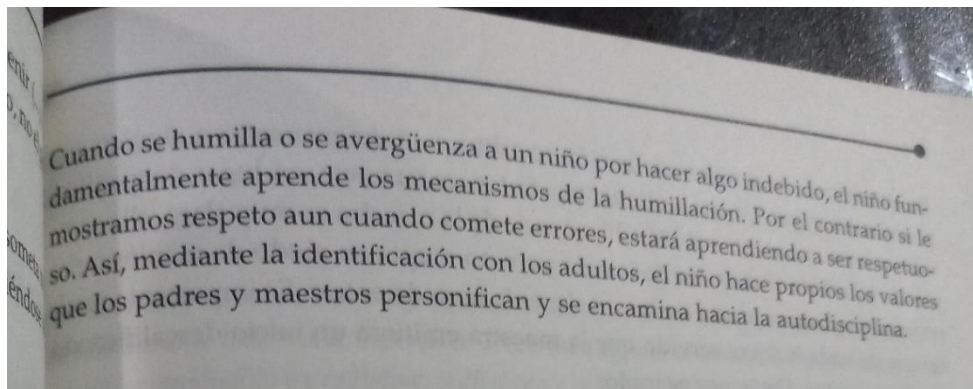 Cuando se humilla o se avergüenza a un niño por hacer algo indebido, el niño fun-
damentalmente aprende los mecanismos de la humillación. Por el contrario si le
mostramos respeto aun cuando comete errores, estará aprendiendo a ser respetuo-
so. Así, mediante la identificación con los adultos, el niño hace propios los valores
que los padres y maestros personifican y se encamina hacia la autodisciplina.